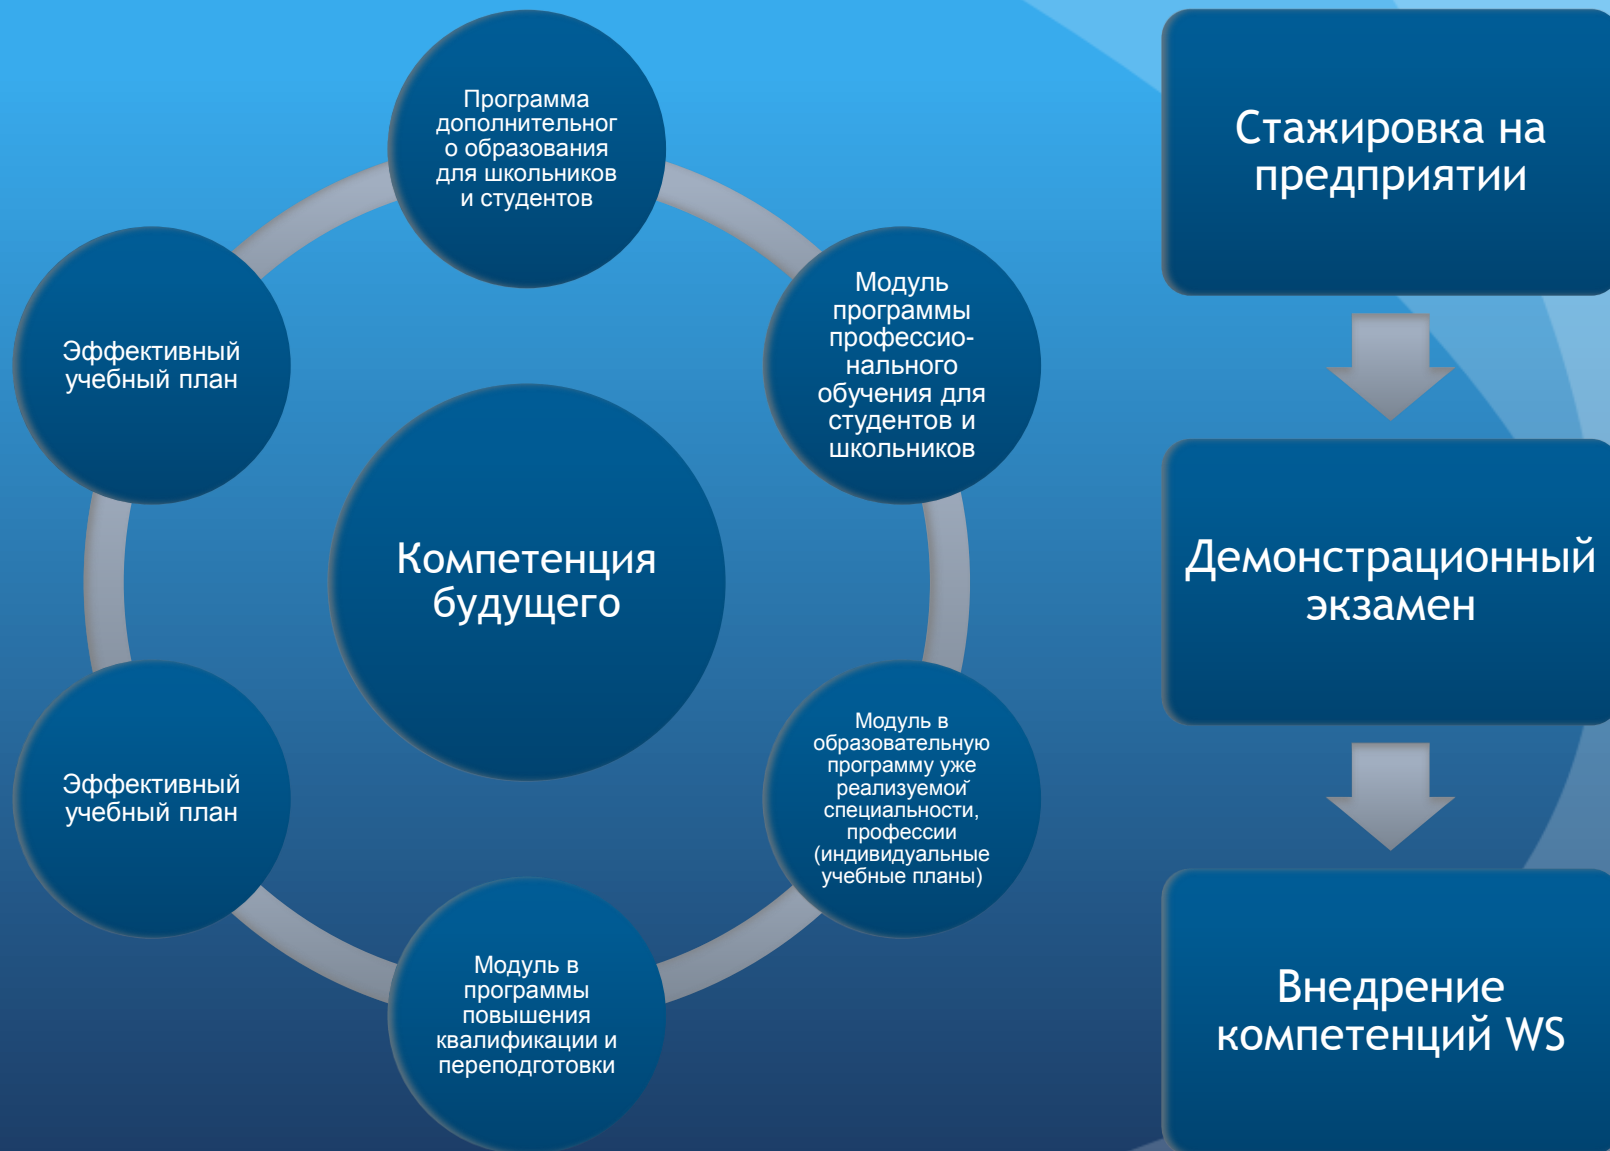 Программа
дополнительног
о образования
для школьников
и студентов
Модуль
программы
профессио-
нального
обучения для
студентов и
школьников
Модуль в
образовательную
программу уже
реализуемой
специальности,
профессии
(индивидуальные
учебные планы)
Модуль в
программы
повышения
квалификации и
переподготовки
Эффективный
учебный план
Эффективный
учебный план
Компетенция
будущего
Стажировка на
предприятии
Демонстрационный
экзамен
Внедрение
компетенций WS